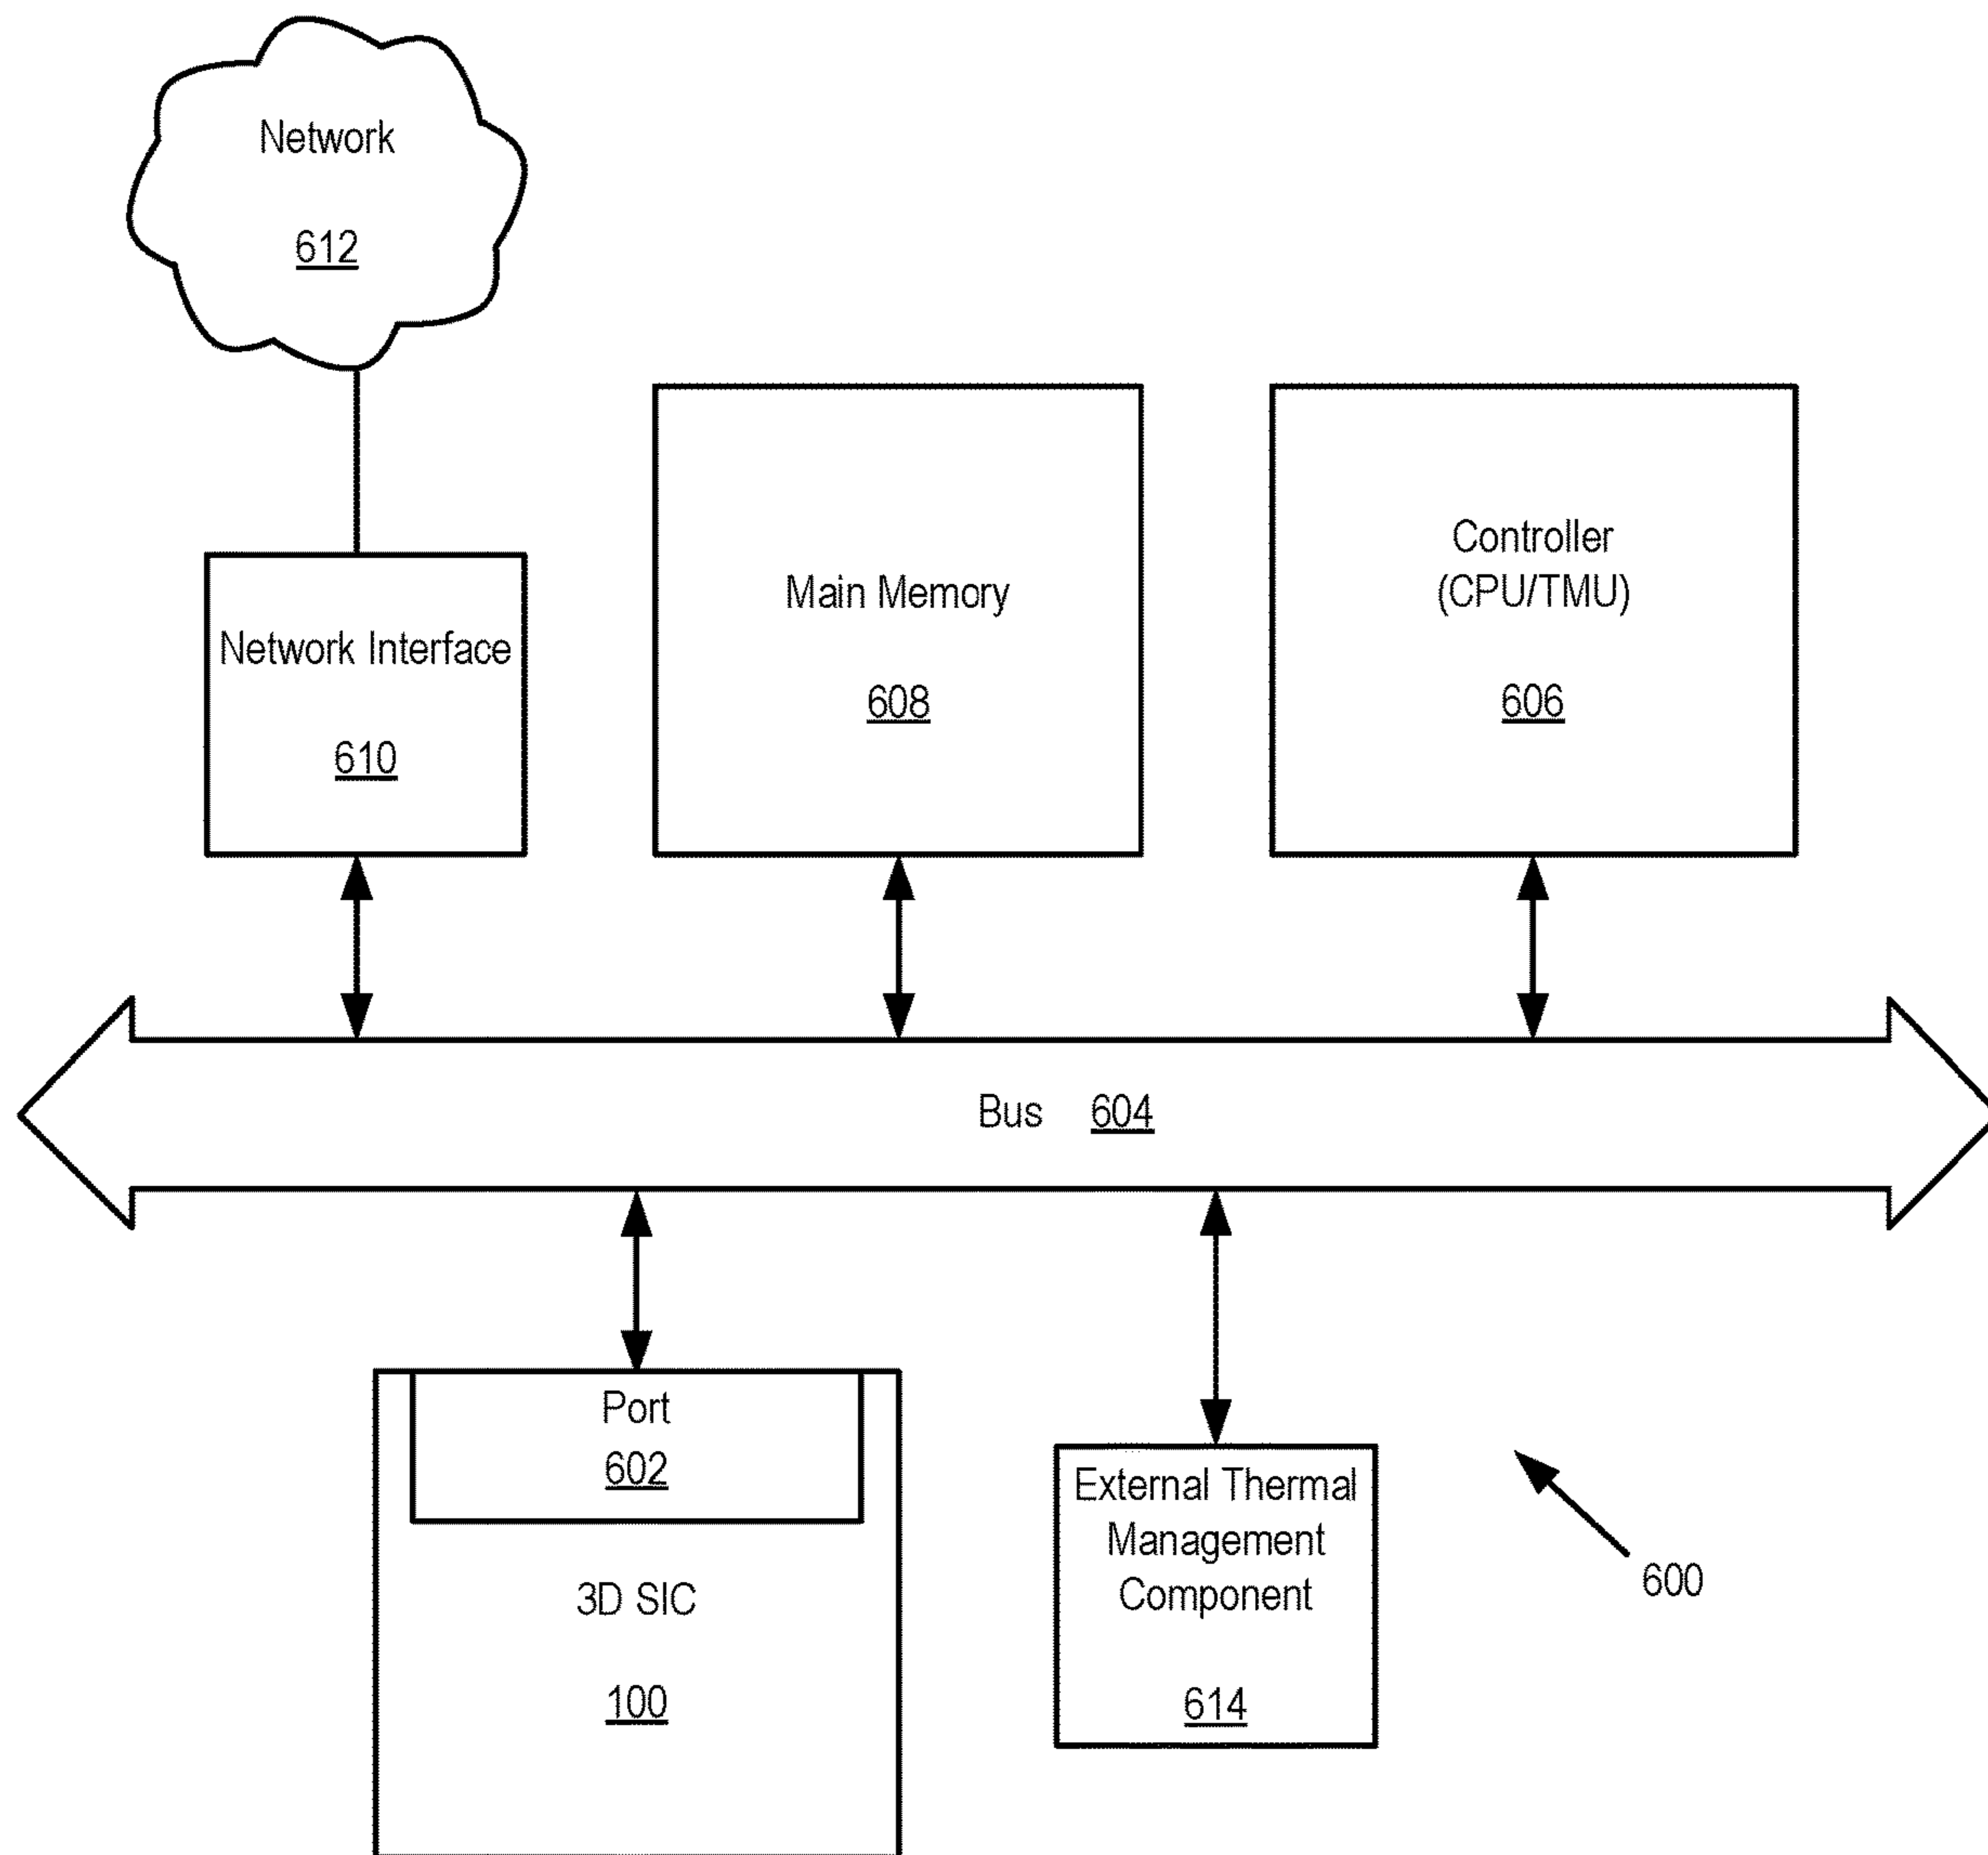 Network
612
Network Interface
610
Main Memory
608
Controller
(CPU/TMU)
606
Bus 604
Port
602
3D SIC
100
External Thermal
Management
Component
614
600